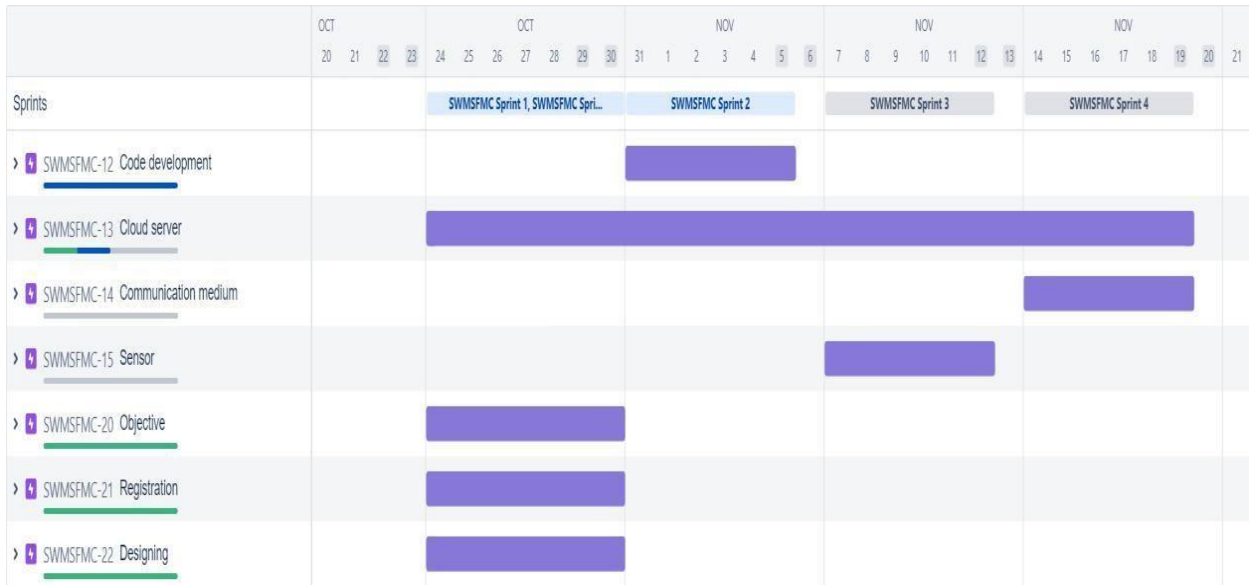 OCT OCT NOV NOV NOV
20 21 22 23 24 25 26 27 28 29 30 31 1 2 3 4 5 6 7 8 9 10 11 12 13 14 15 16 17 18 19 20 21
Sprints SWMSFMC Sprint 1, SWMSFMC Spri... SWMSFMC Sprint 2 SWMSFMC Sprint 3 SWMSFMC Sprint 4
SWMSFMC-12 Code development
SWMSFMC-13 Cloud server
SWMSFMC-14 Communication medium
SWMSFMC-15 Sensor
SWMSFMC-20 Objective
SWMSFMC-21 Registration
SWMSFMC-22 Designing